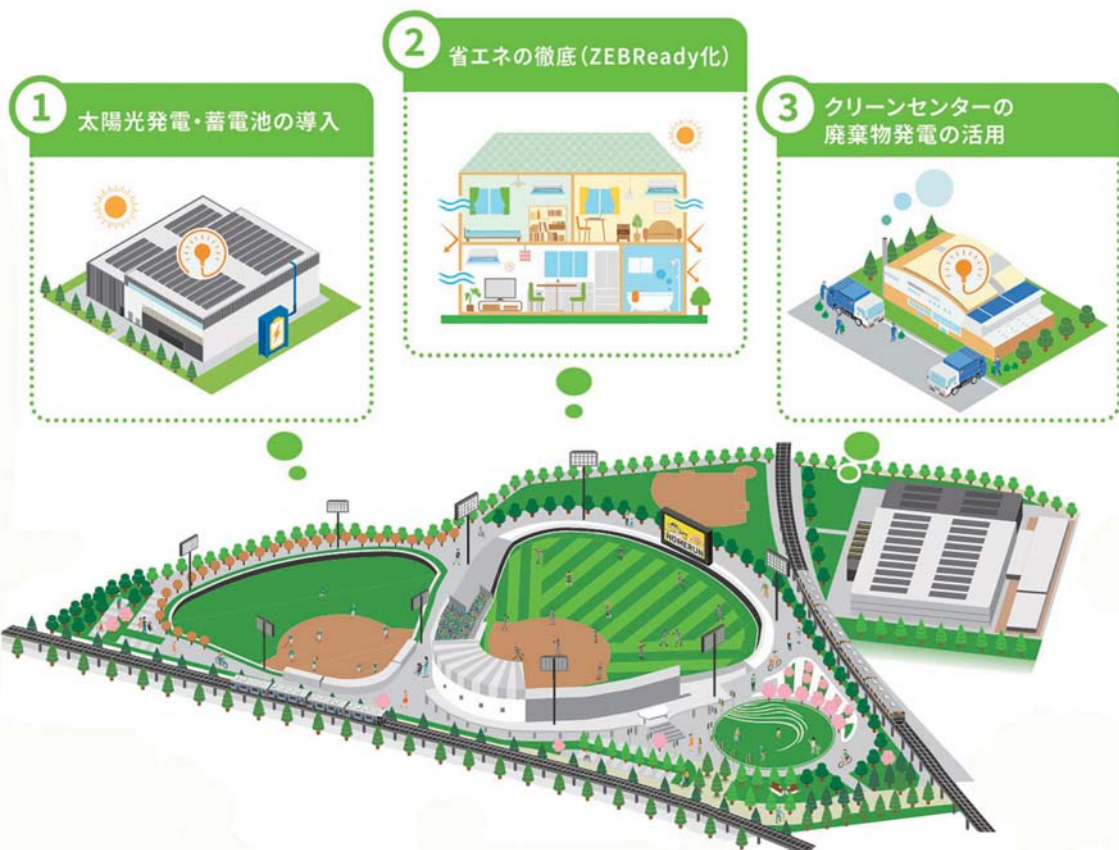 1
太陽光発電・蓄電池の導入
2
省エネの徹底(ZEBReady化)
3
クリーンセンターの
廃棄物発電の活用
HOMERUN